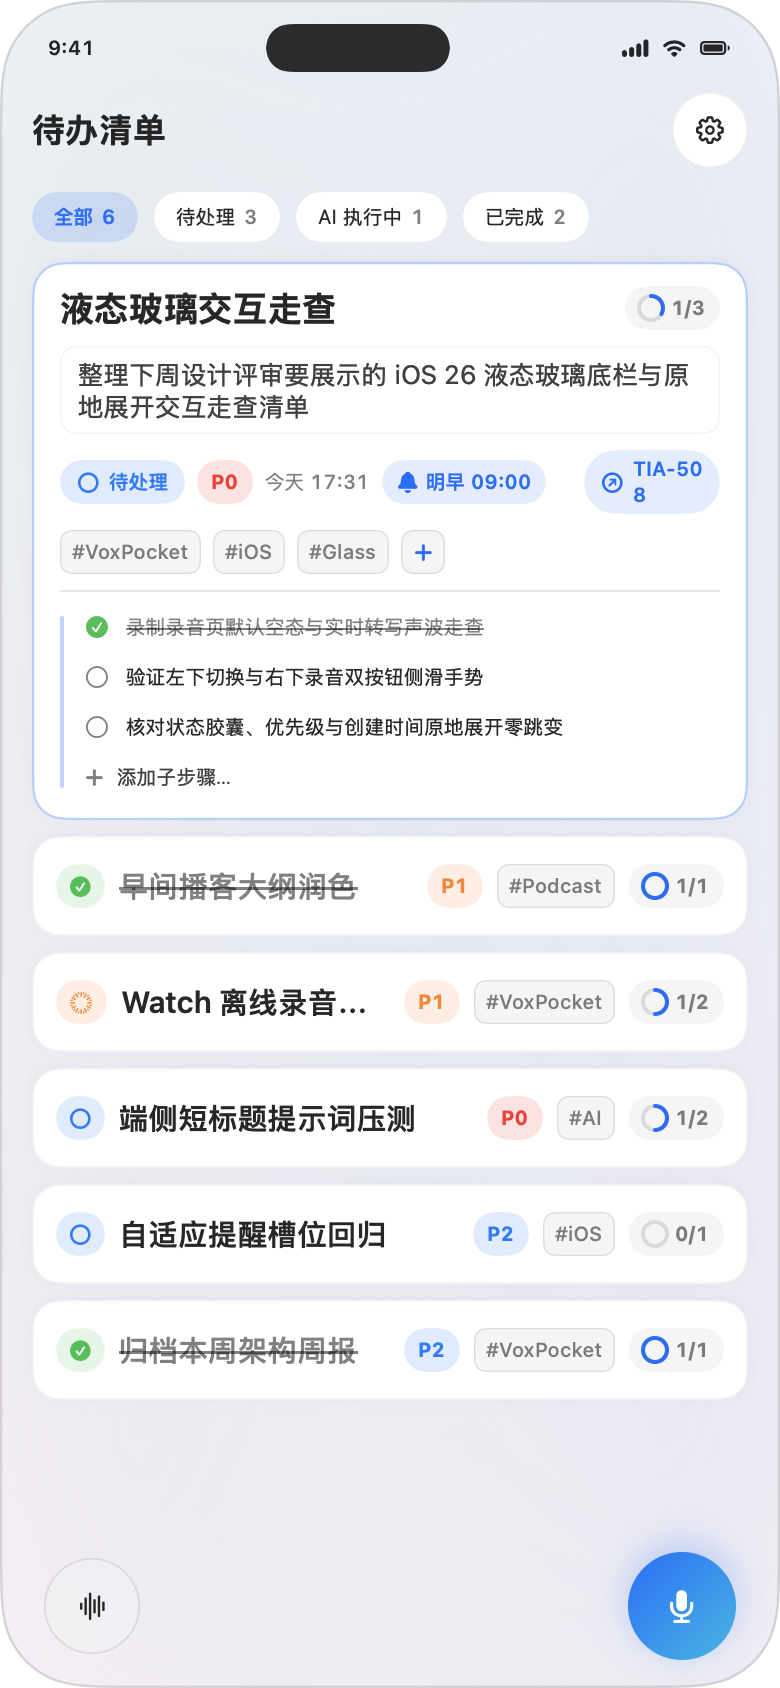 9:41
待办清单
全部 6 待处理 3 AI 执行中 1 已完成 2
液态玻璃交互走查 1/3
整理下周设计评审要展示的 iOS 26 液态玻璃底栏与原
地展开交互走查清单
待处理 P0 今天 17:31 明早 09:00 TIA-50
8
#VoxPocket #iOS #Glass +
录制录音页默认空态与实时转写声波走查
验证左下切换与右下录音双按钮侧滑手势
核对状态胶囊、优先级与创建时间原地展开零跳变
+ 添加子步骤...
早间播客大纲润色 P1 #Podcast 1/1
Watch 离线录音... P1 #VoxPocket 1/2
端侧短标题提示词压测 P0 #AI 1/2
自适应提醒槽位回归 P2 #iOS 0/1
归档本周架构周报 P2 #VoxPocket 1/1